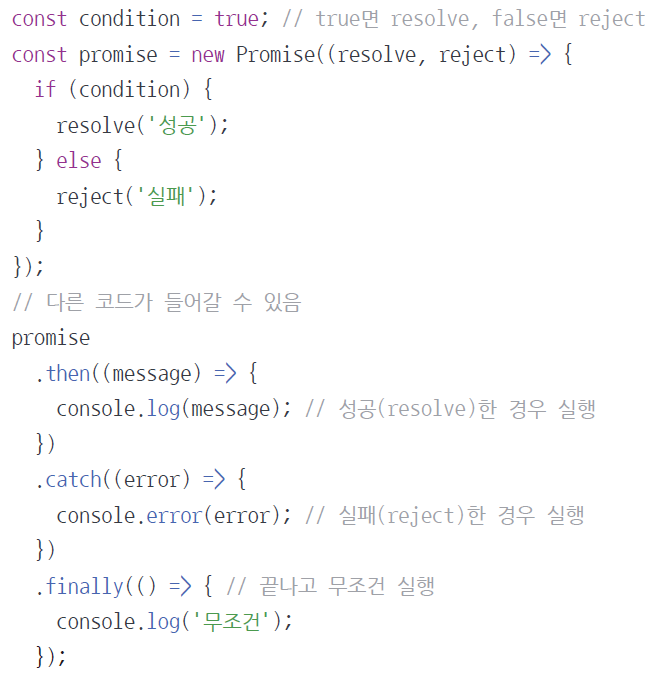 const condition = true; // true면 resolve, false면 reject
const promise = new Promise((resolve, reject) => {
  if (condition) {
    resolve('성공');
  } else {
    reject('실패');
  }
});
// 다른 코드가 들어갈 수 있음
promise
  .then((message) => {
    console.log(message); // 성공(resolve)한 경우 실행
  })
  .catch((error) => {
    console.error(error); // 실패(reject)한 경우 실행
  })
  .finally(() => { // 끝나고 무조건 실행
    console.log('무조건');
  });